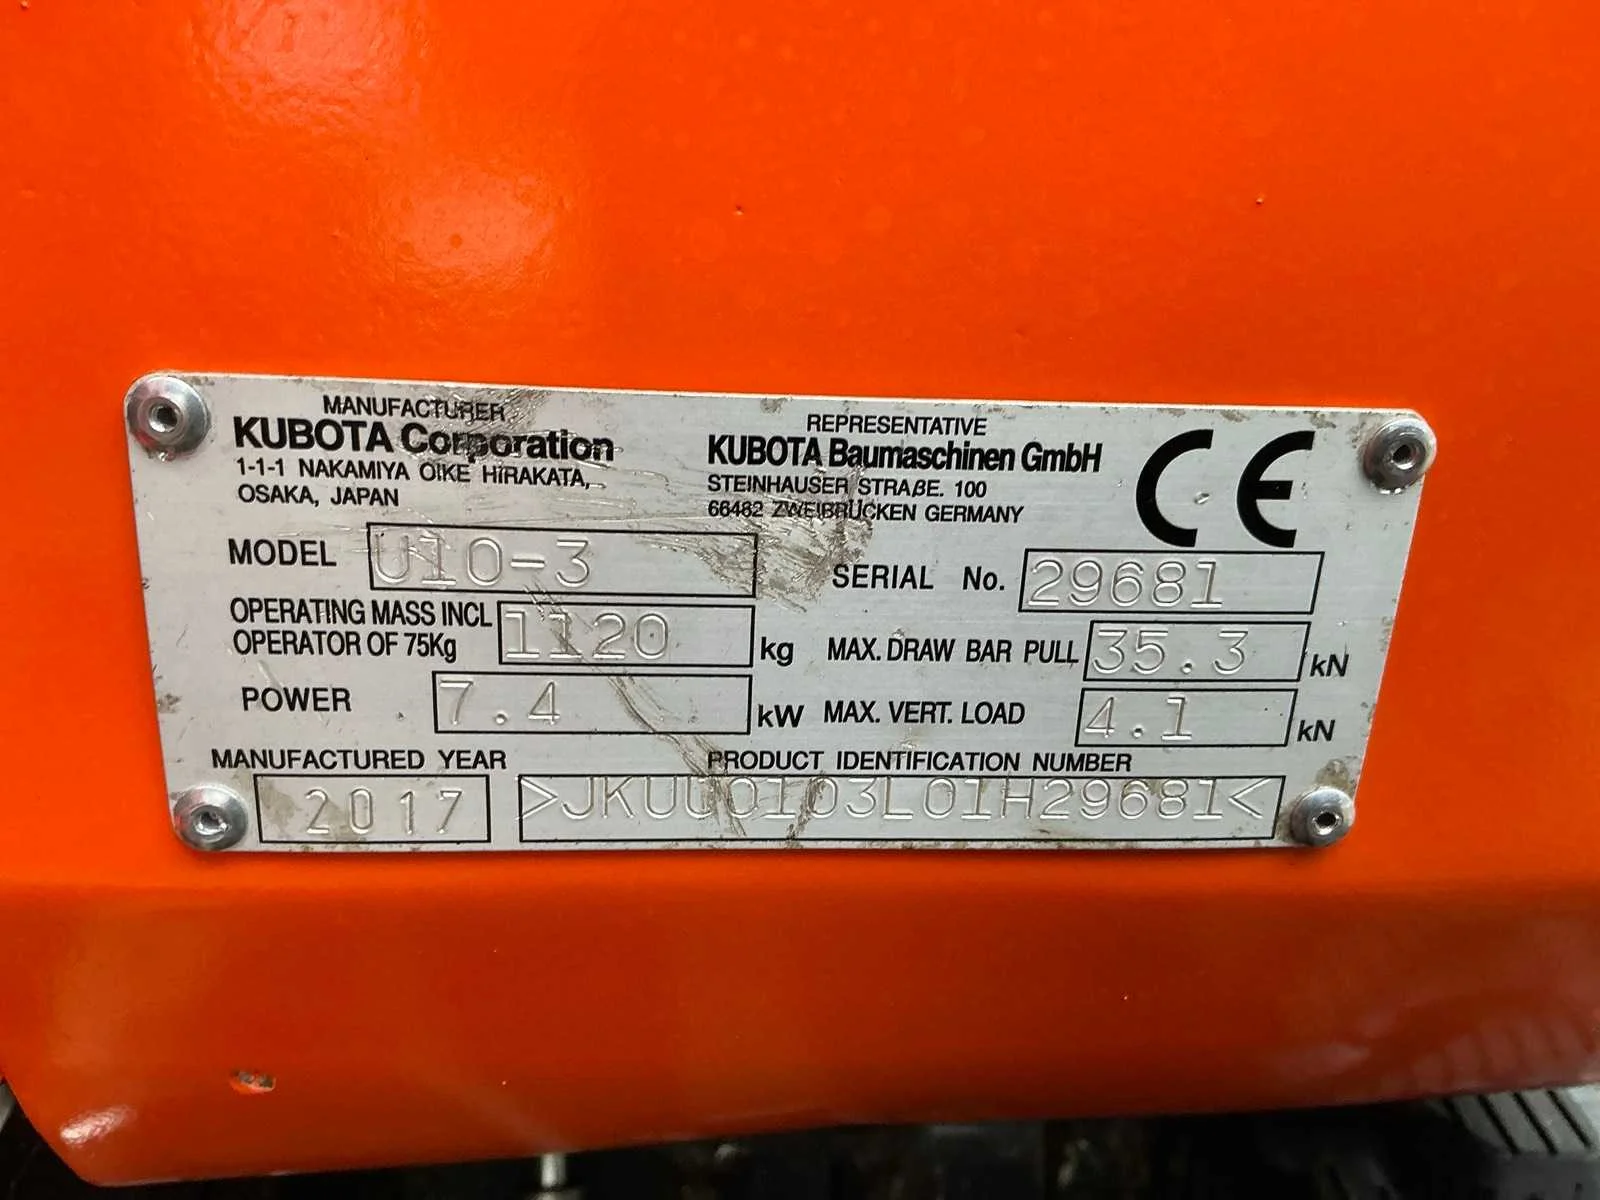 MANUFACTURER
KUBOTA Corporation
1-1-1 NAKAMIYA OIKE HIRAKATA,
OSAKA, JAPAN
REPRESENTATIVE
KUBOTA Baumaschinen GmbH
STEINHAUSER STRAßE. 100
66482 ZWEIBRÜCKEN GERMANY
CE
MODEL U10-3
SERIAL No. 29681
OPERATING MASS INCL
OPERATOR OF 75Kg 1120 kg
MAX. DRAW BAR PULL 35.3 kN
POWER 7.4 kW
MAX. VERT. LOAD 4.1 kN
MANUFACTURED YEAR
2017
PRODUCT IDENTIFICATION NUMBER
>JKUU0103L01H29681<